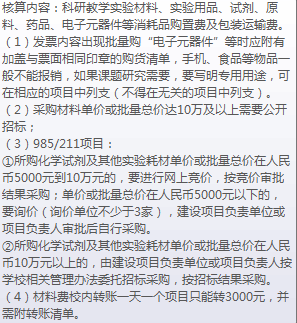 核算内容：科研教学实验材料、实验用品、试剂、原
料、药品、电子元器件等消耗品购置费及包装运输费。
（1）发票内容出现批量购“电子元器件”等时应附有
加盖与票面相同印章的购货清单，手机、食品等物品一
般不能报销，如果课题研究需要，要写明专用用途，可
在相应的项目中列支（不得在无关的项目中列支）。
（2）采购材料单价或批量总价达10万及以上需要公开
招标；
（3）985/211项目：
①所购化学试剂及其他实验耗材单价或批量总价在人民
币5000元到10万元的，要进行网上竞价，按竞价审批
结果采购；单价或批量总价在人民币5000元以下的，
要询价（询价单位不少于3家），建设项目负责单位或
项目负责人审批后自行采购。
②所购化学试剂及其他实验耗材单价或批量总价在人民
币10万元以上的，由建设项目负责单位或项目负责人按
学校相关管理办法委托招标采购，按招标结果采购。
（4）材料费校内转账一天一个项目只能转3000元，并
需附转账清单。